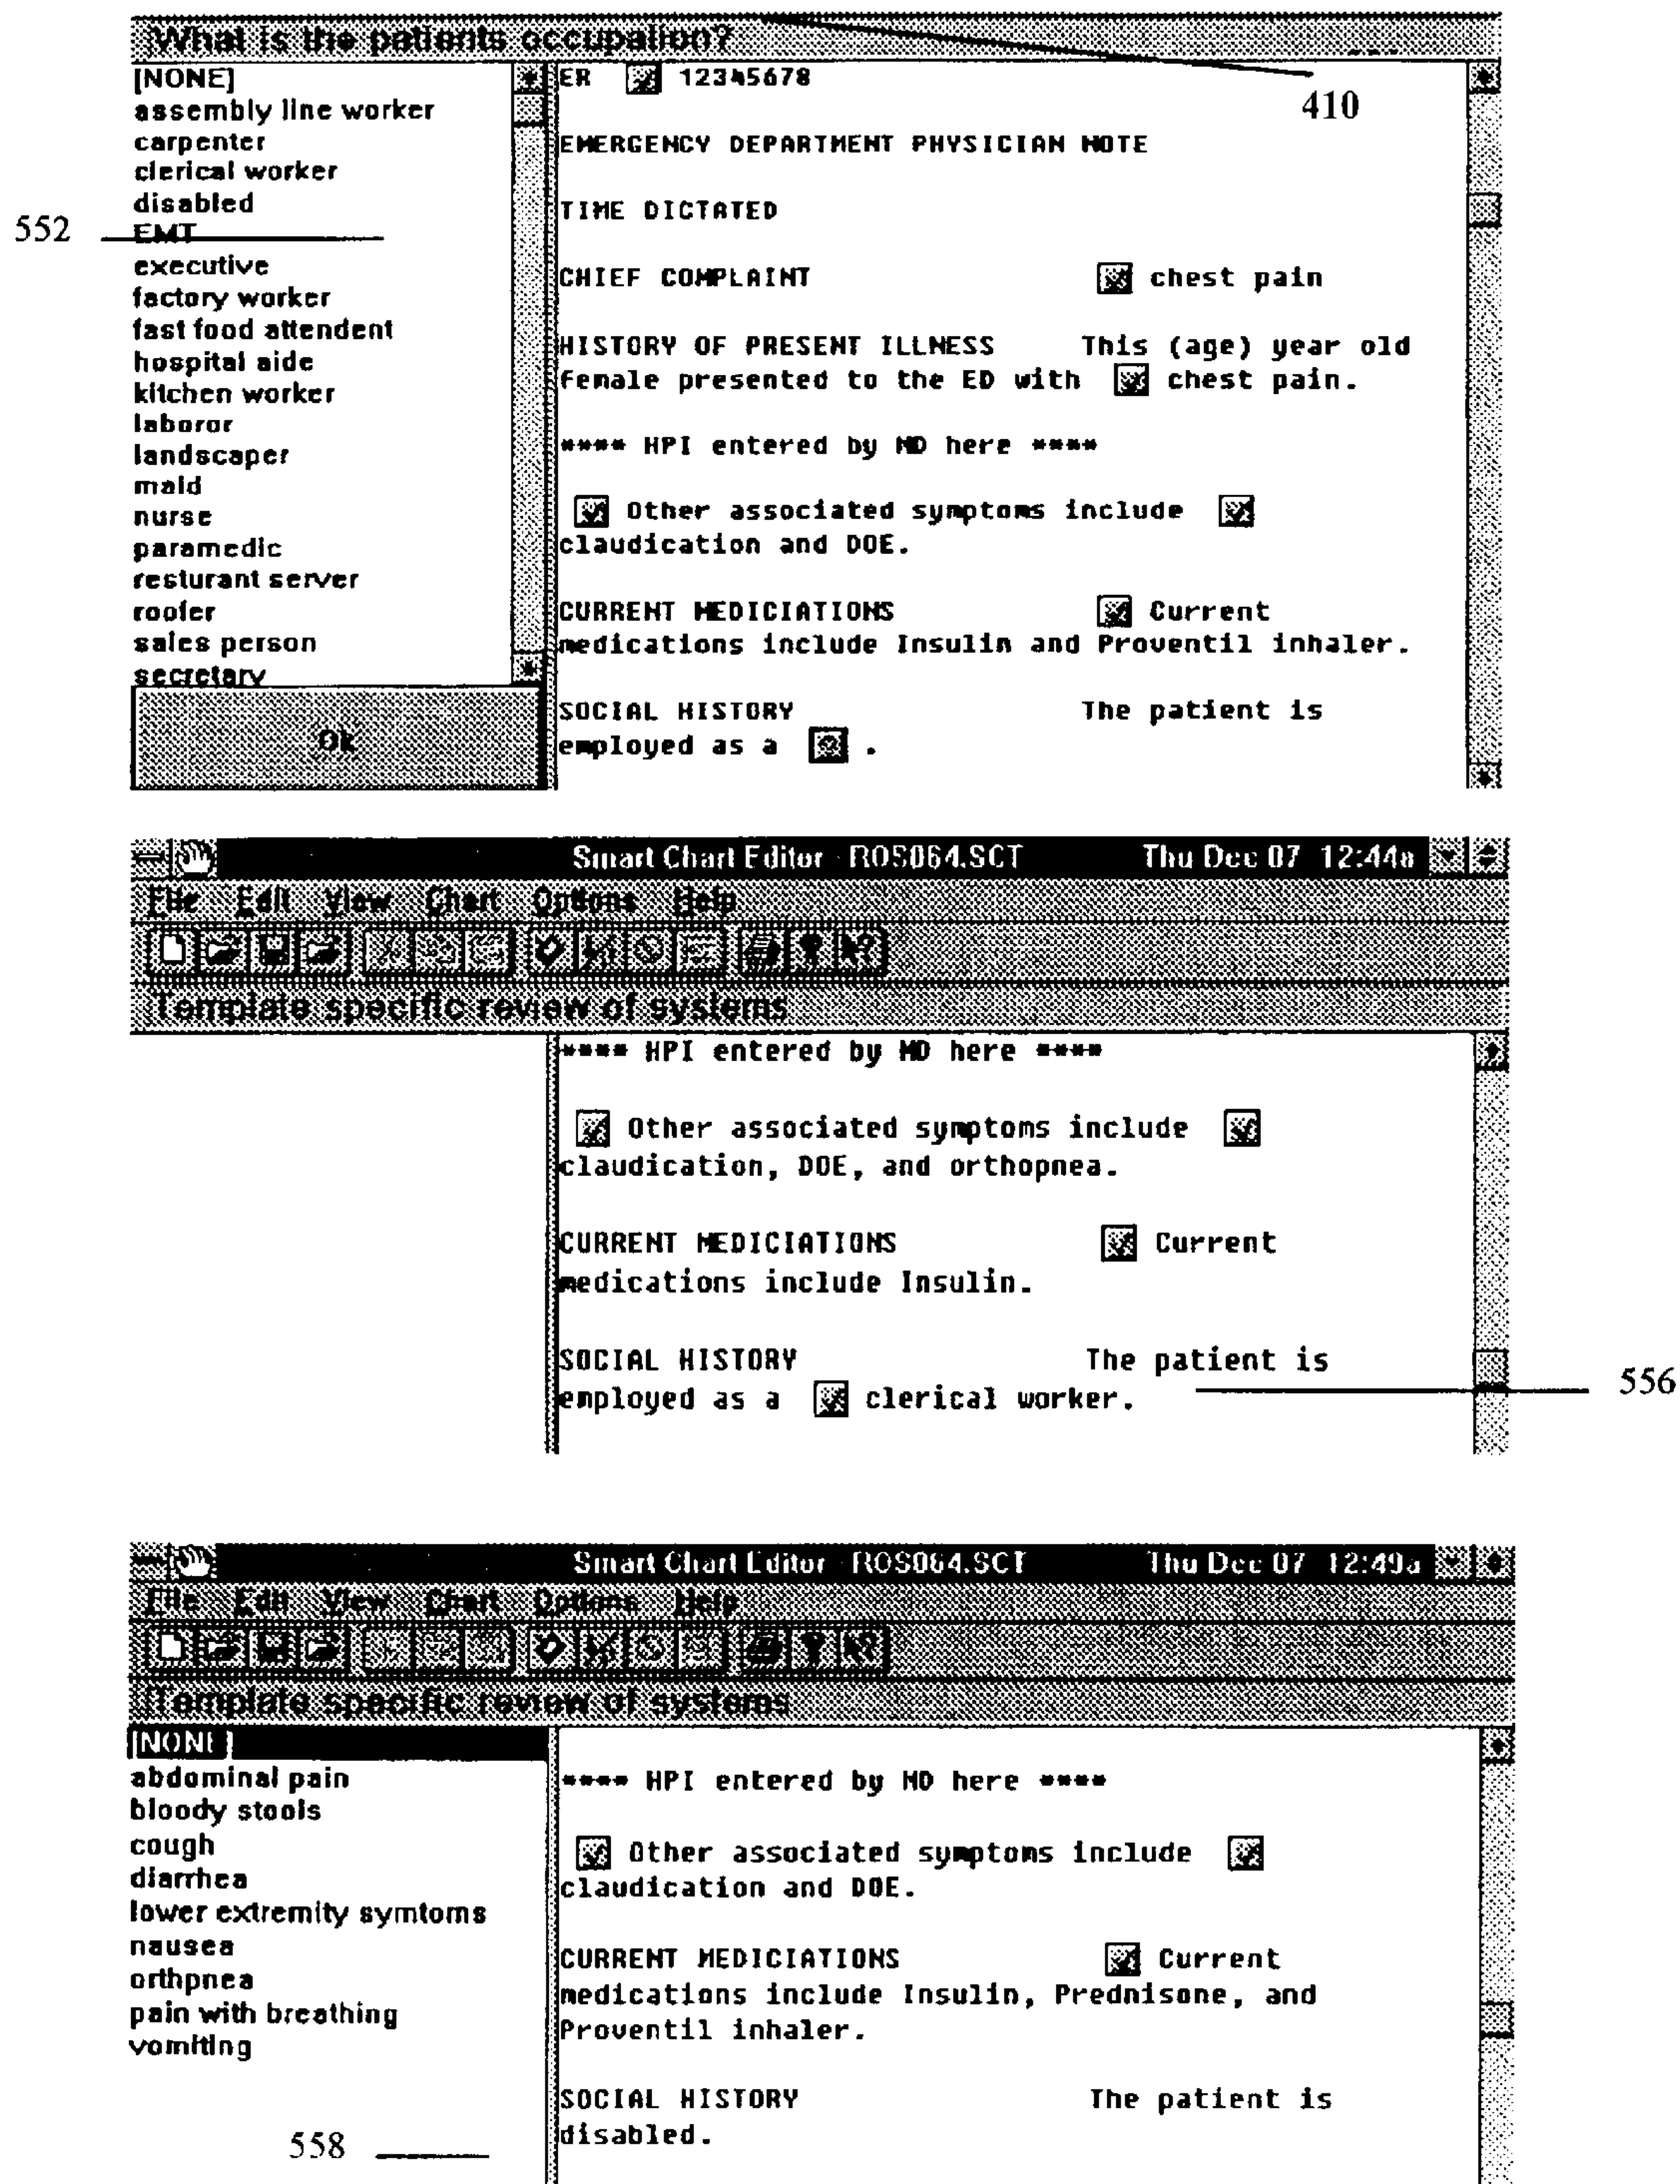 What is the patients occupation?
[NONE]
assembly line worker
carpenter
clerical worker
disabled
552
EMT
executive
factory worker
fast food attendent
hospital aide
kitchen worker
laboror
landscaper
maid
nurse
paramedic
resturant server
roofer
sales person
secretary
Ok
ER 12345678
410
EMERGENCY DEPARTMENT PHYSICIAN NOTE
TIME DICTATED
CHIEF COMPLAINT chest pain
HISTORY OF PRESENT ILLNESS This (age) year old
female presented to the ED with chest pain.
**** HPI entered by MD here ****
Other associated symptoms include
claudication and DOE.
CURRENT MEDICIATIONS Current
medications include Insulin and Proventil inhaler.
SOCIAL HISTORY The patient is
employed as a ? .
Smart Chart Editor - ROS064.SCT Thu Dec 07 12:44a
File Edit View Chart Options Help
Template specific review of systems
**** HPI entered by MD here ****
Other associated symptoms include
claudication, DOE, and orthopnea.
CURRENT MEDICIATIONS Current
medications include Insulin.
SOCIAL HISTORY The patient is
employed as a clerical worker.
556
Smart Chart Editor - ROS064.SCT Thu Dec 07 12:49a
File Edit View Chart Options Help
Template specific review of systems
[NONE]
abdominal pain
bloody stools
cough
diarrhea
lower extremity symtoms
nausea
orthpnea
pain with breathing
vomiting
558
**** HPI entered by MD here ****
Other associated symptoms include
claudication and DOE.
CURRENT MEDICIATIONS Current
medications include Insulin, Prednisone, and
Proventil inhaler.
SOCIAL HISTORY The patient is
disabled.